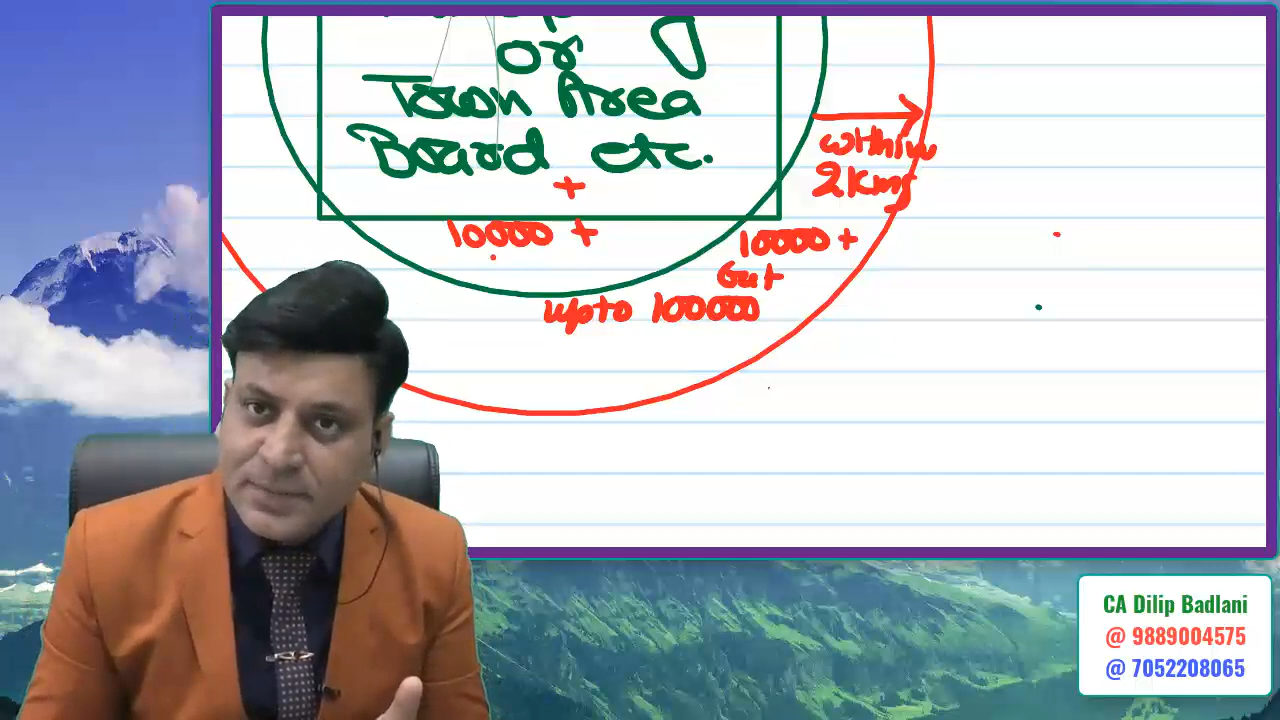 or
Town Area
Board etc.
+
10000 +
within
2 Kms
10000 +
But
upto 100000
CA Dilip Badlani
@ 9889004575
@ 7052208065